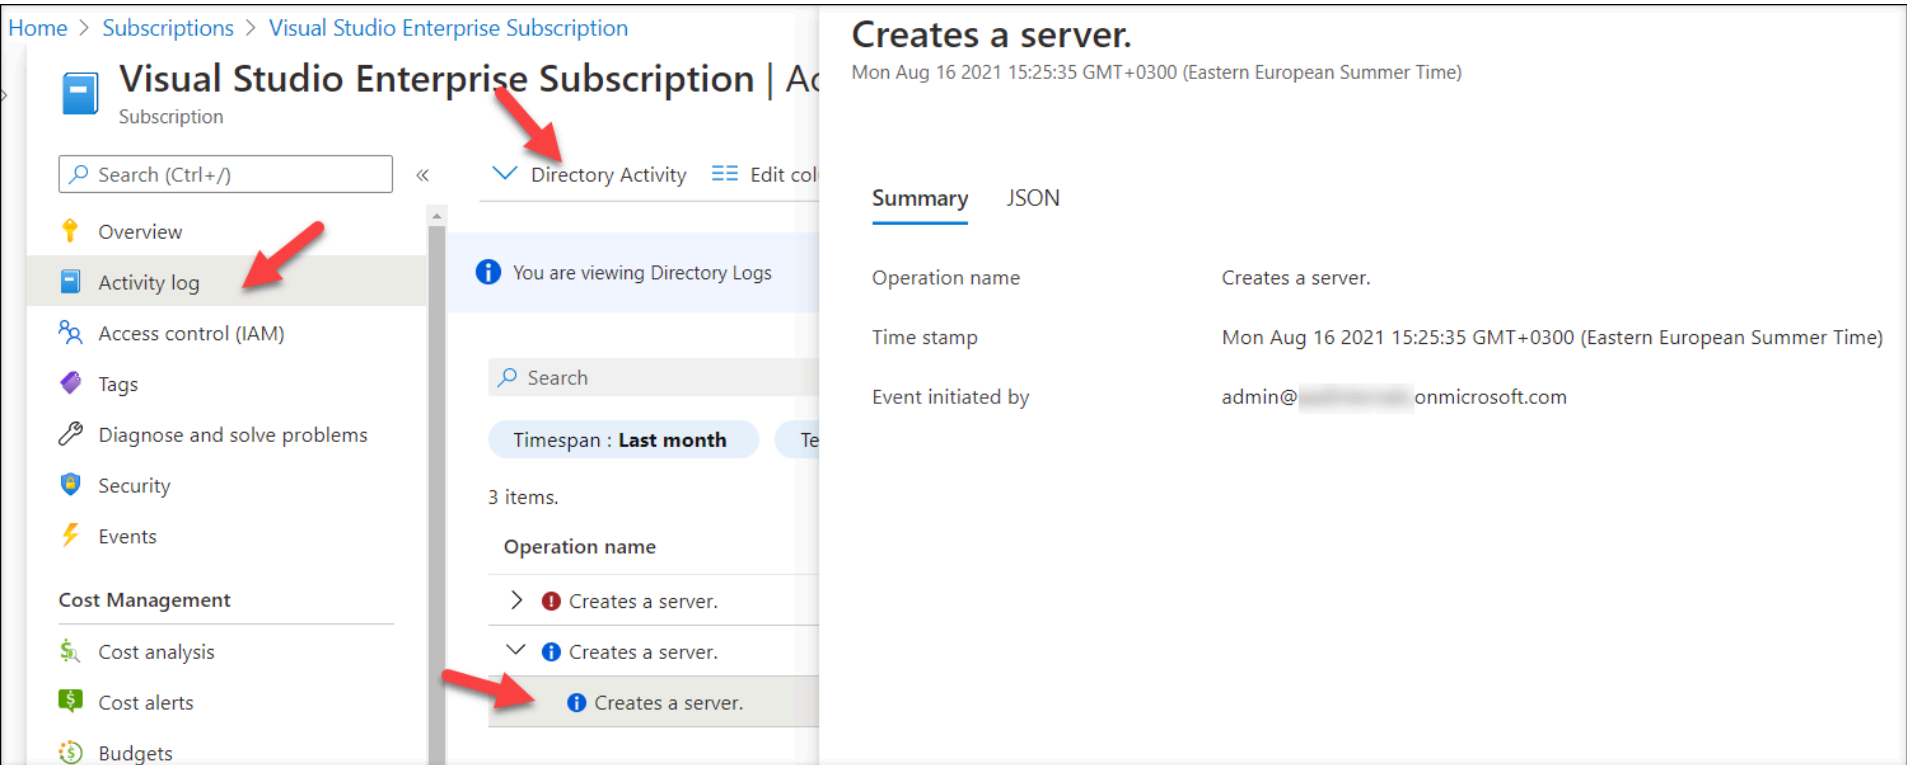 Home > Subscriptions > Visual Studio Enterprise Subscription
Visual Studio Enterprise Subscription | Ac
Subscription
Search (Ctrl+/)
«
Overview
Activity log
Access control (IAM)
Tags
Diagnose and solve problems
Security
Events
Cost Management
Cost analysis
Cost alerts
Budgets
Directory Activity
Edit col
You are viewing Directory Logs
Search
Timespan : Last month
Te
3 items.
Operation name
Creates a server.
Creates a server.
Creates a server.
Creates a server.
Mon Aug 16 2021 15:25:35 GMT+0300 (Eastern European Summer Time)
Summary
JSON
Operation name
Creates a server.
Time stamp
Mon Aug 16 2021 15:25:35 GMT+0300 (Eastern European Summer Time)
Event initiated by
admin@ onmicrosoft.com